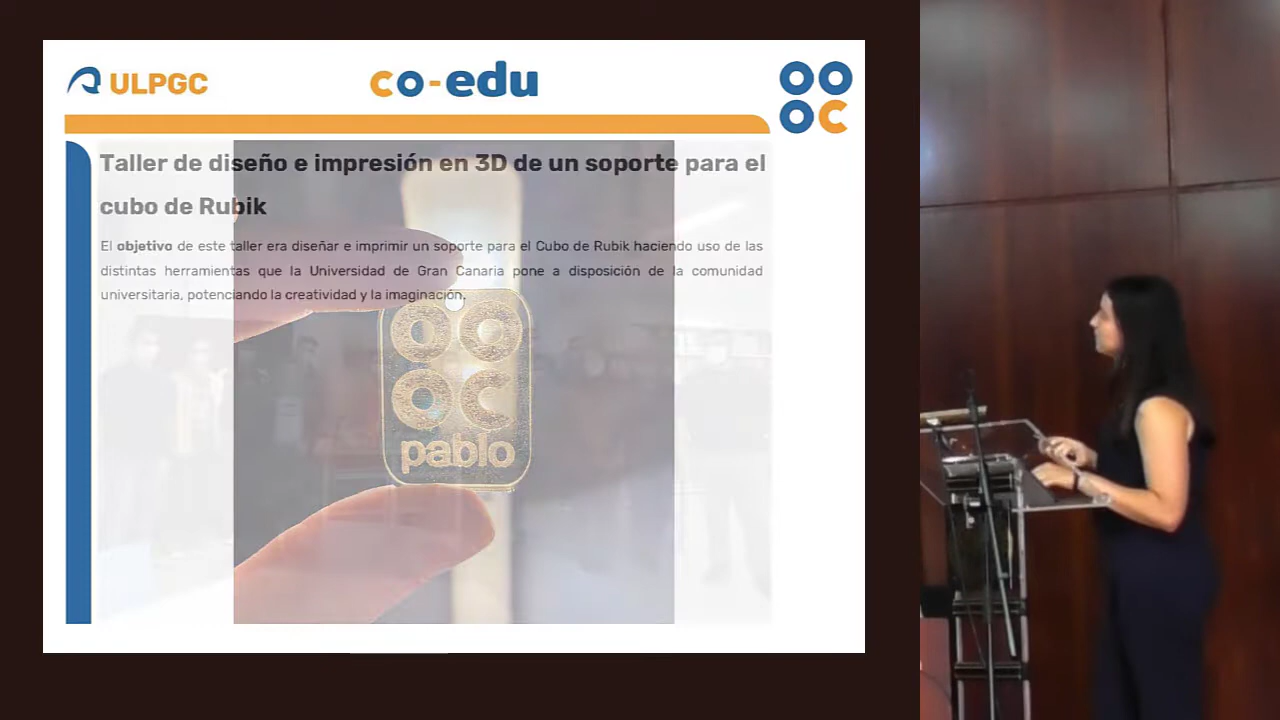 ULPGC
co-edu
Taller de diseño e impresión en 3D de un soporte para el
cubo de Rubik
El objetivo de este taller era diseñar e imprimir un soporte para el Cubo de Rubik haciendo uso de las
distintas herramientas que la Universidad de Gran Canaria pone a disposición de la comunidad
universitaria, potenciando la creatividad y la imaginación.
pablo